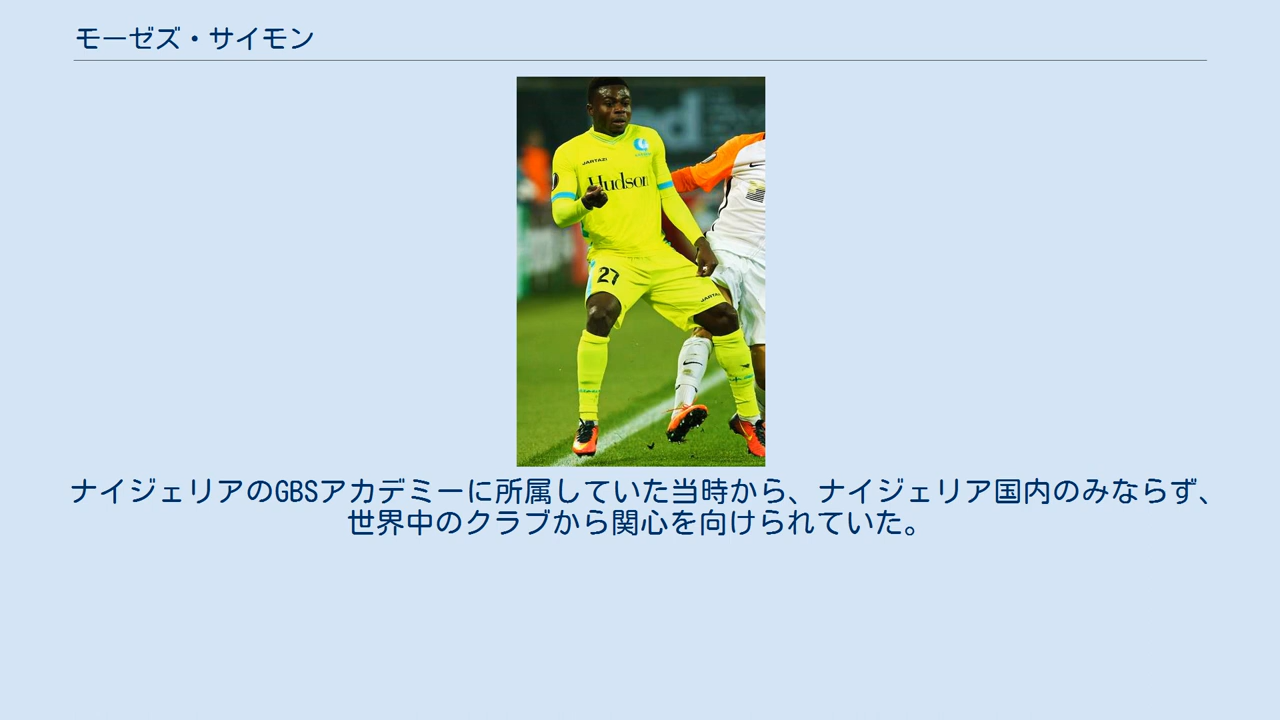 モーゼズ・サイモン
JARTAZI
Hudson
27
ナイジェリアのGBSアカデミーに所属していた当時から、ナイジェリア国内のみならず、
世界中のクラブから関心を向けられていた。